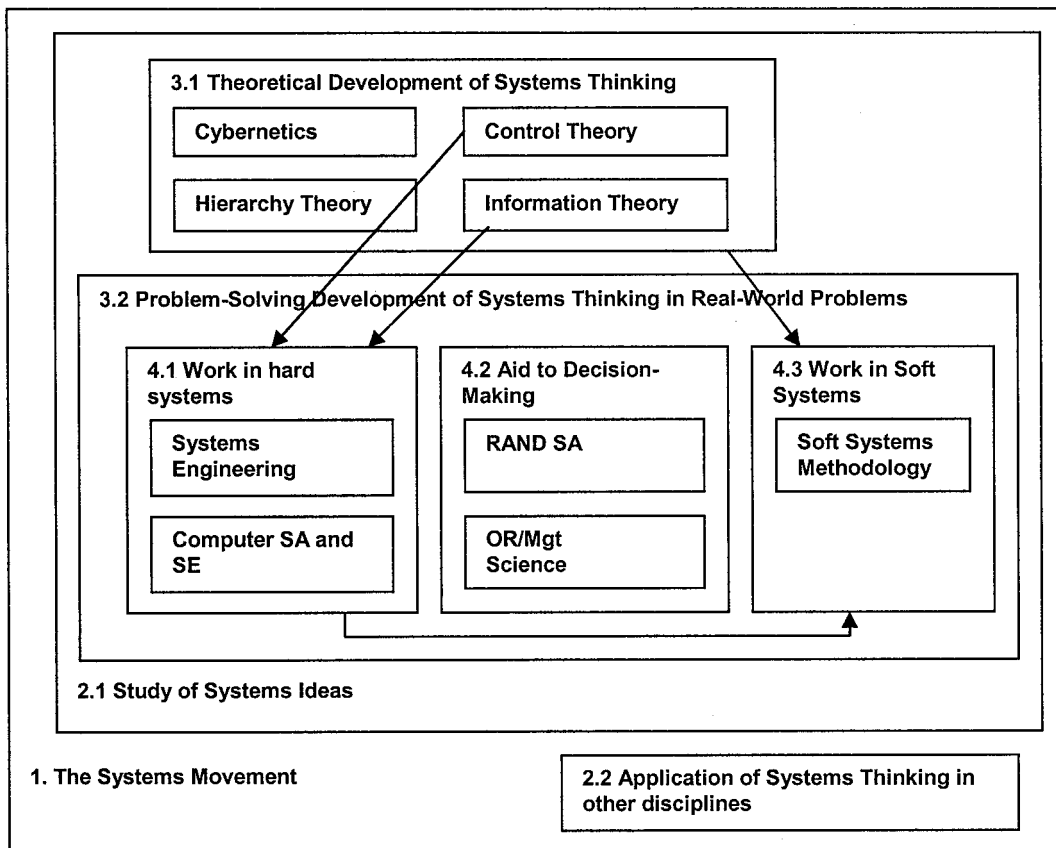 3.1 Theoretical Development of Systems Thinking
Cybernetics
Control Theory
Hierarchy Theory
Information Theory
3.2 Problem-Solving Development of Systems Thinking in Real-World Problems
4.1 Work in hard
systems
Systems
Engineering
Computer SA and
SE
4.2 Aid to Decision-
Making
RAND SA
OR/Mgt
Science
4.3 Work in Soft
Systems
Soft Systems
Methodology
2.1 Study of Systems Ideas
1. The Systems Movement
2.2 Application of Systems Thinking in
other disciplines